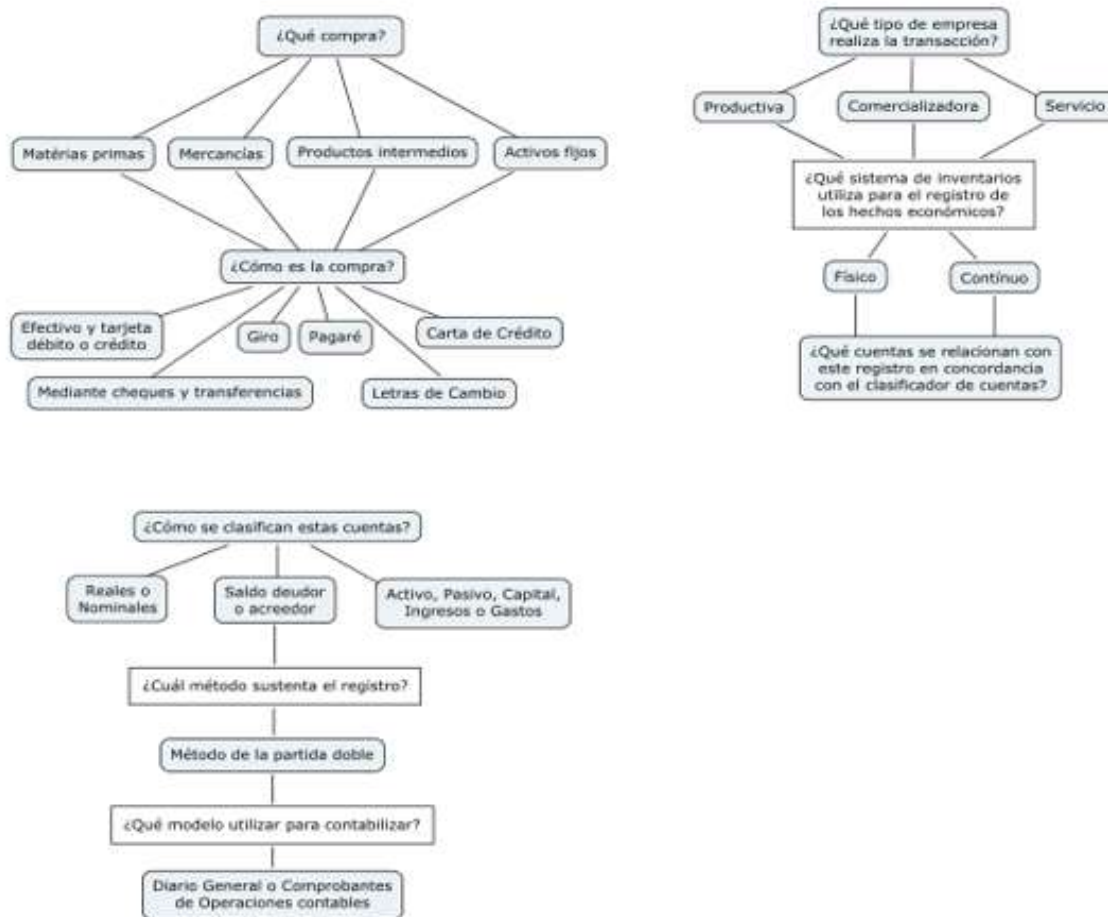 ¿Qué compra?
Matérias primas
Mercancías
Productos intermedios
Activos fijos
¿Cómo es la compra?
Efectivo y tarjeta
débito o crédito
Giro
Pagaré
Carta de Crédito
Mediante cheques y transferencias
Letras de Cambio
¿Qué tipo de empresa
realiza la transacción?
Productiva
Comercializadora
Servicio
¿Qué sistema de inventarios
utiliza para el registro de
los hechos económicos?
Físico
Contínuo
¿Qué cuentas se relacionan con
este registro en concordancia
con el clasificador de cuentas?
¿Cómo se clasifican estas cuentas?
Reales o
Nominales
Saldo deudor
o acreedor
Activo, Pasivo, Capital,
Ingresos o Gastos
¿Cuál método sustenta el registro?
Método de la partida doble
¿Qué modelo utilizar para contabilizar?
Diario General o Comprobantes
de Operaciones contables